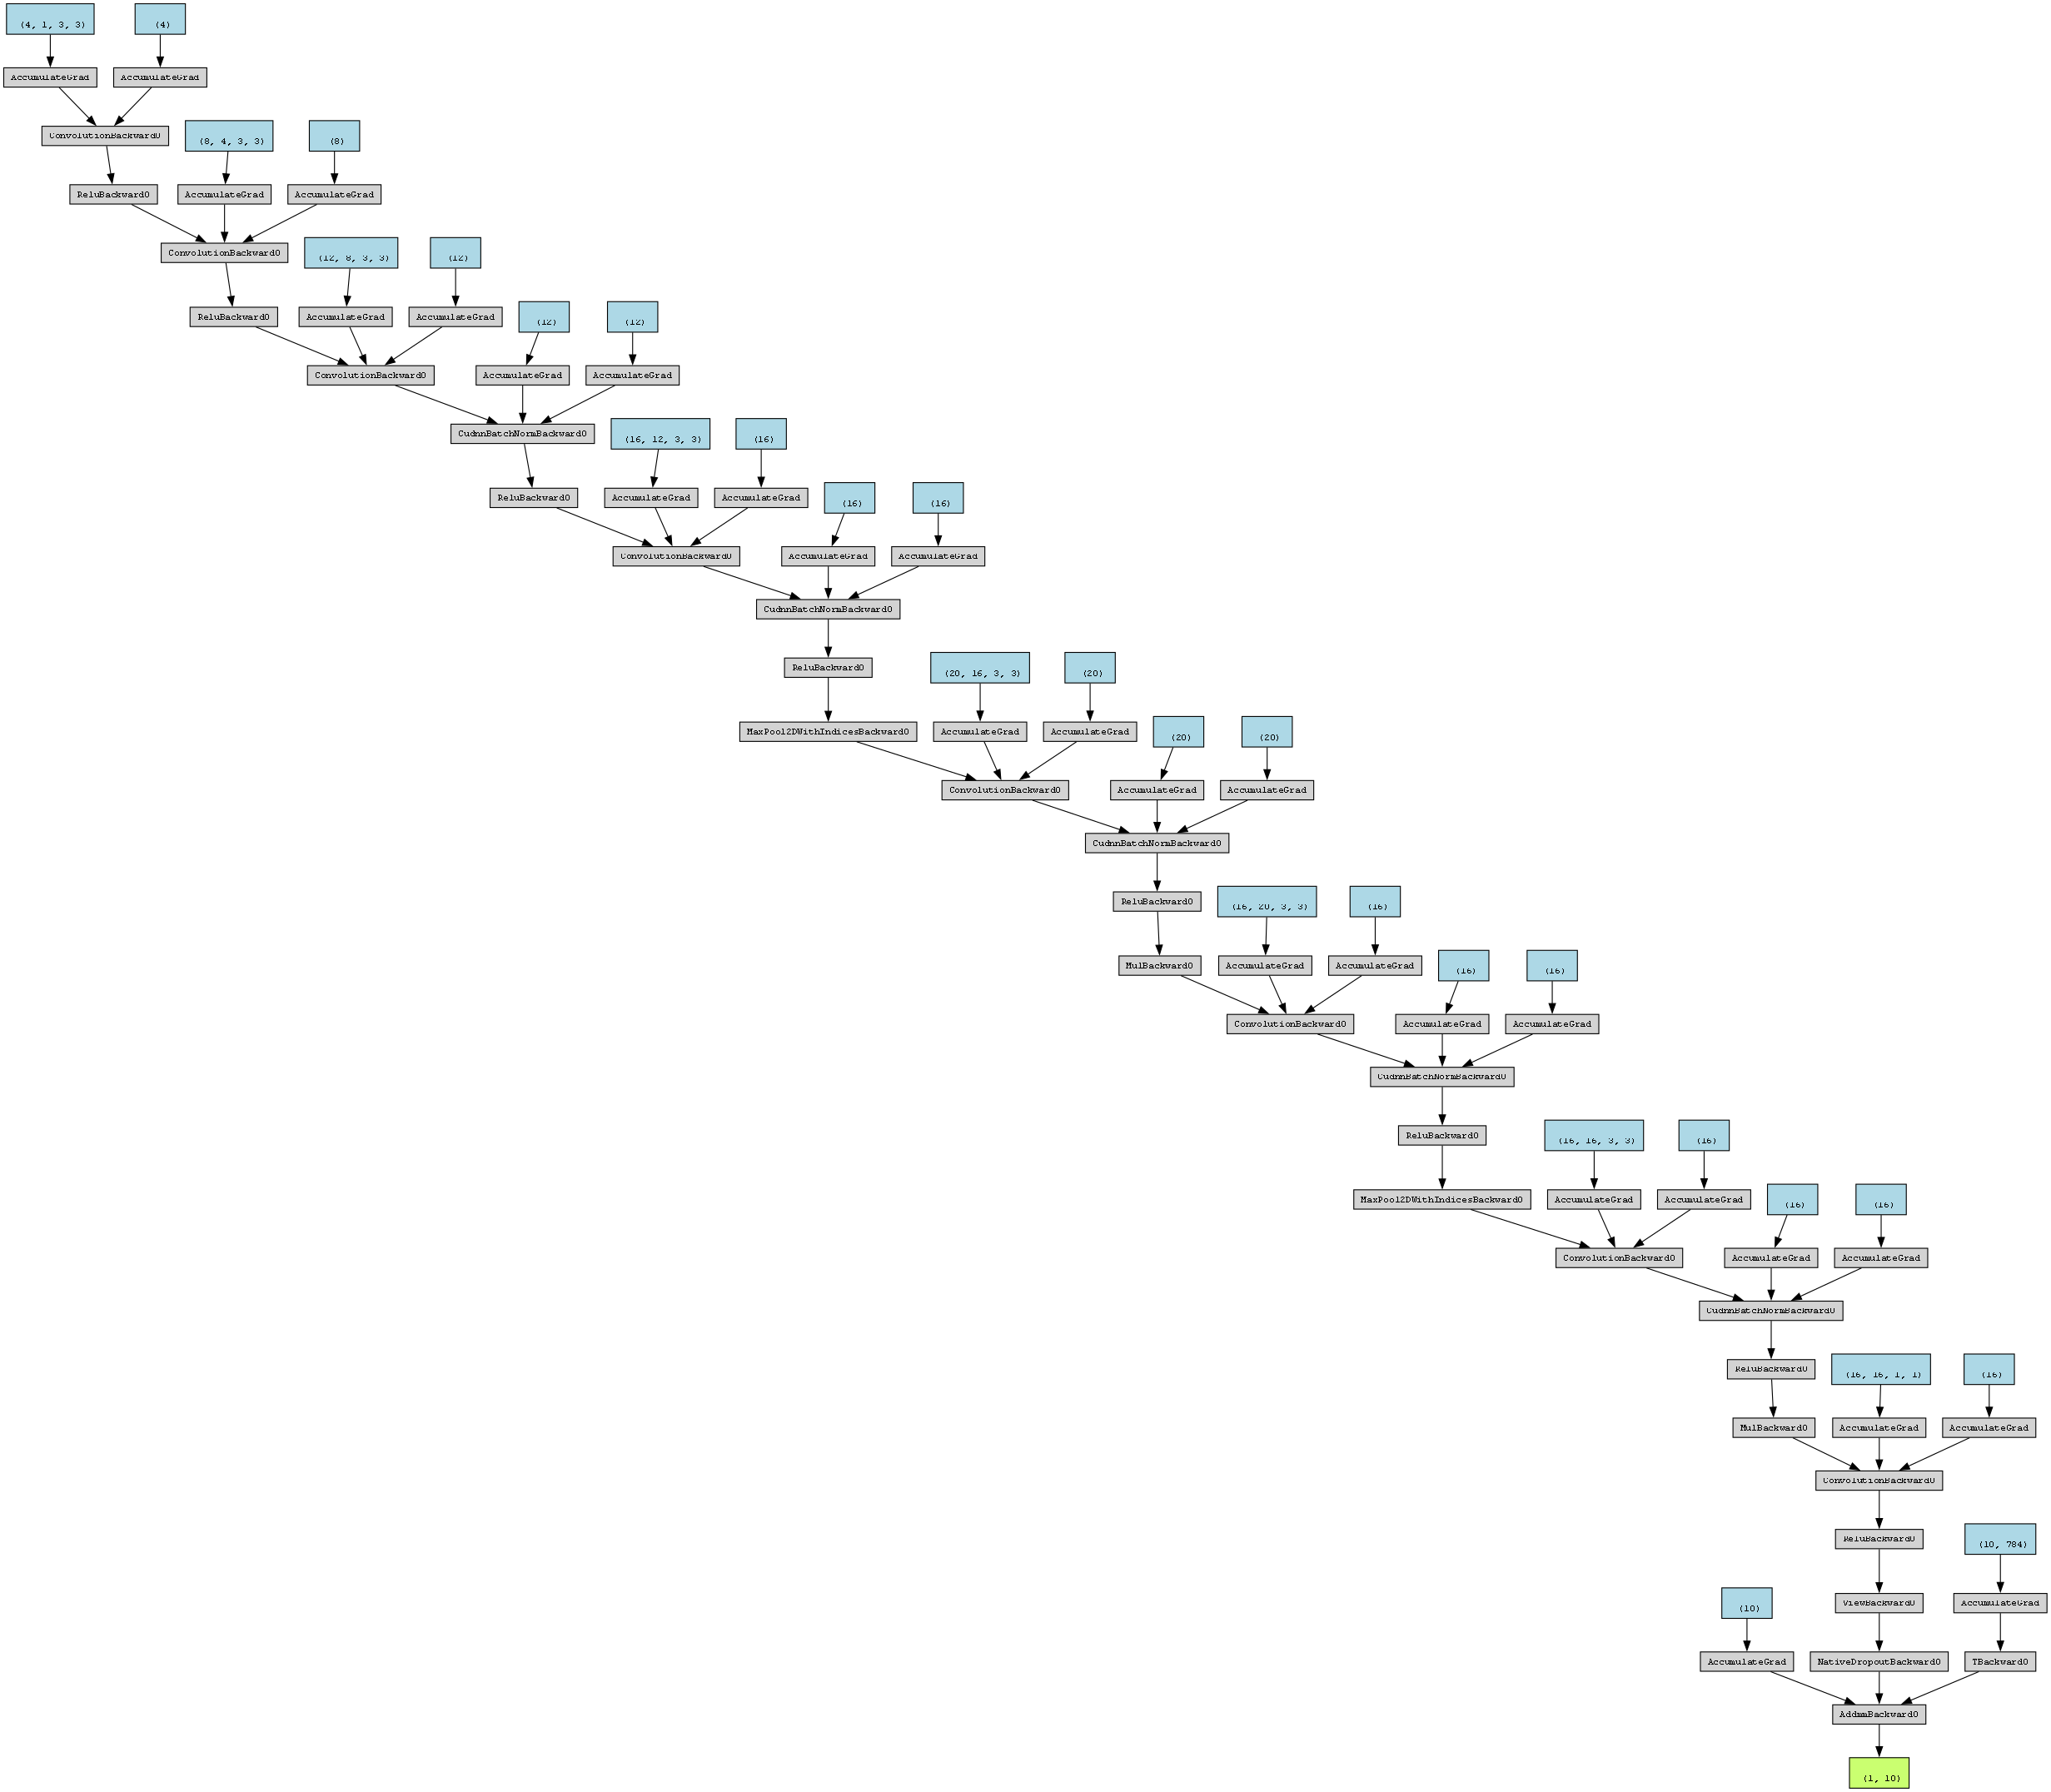 (4, 1, 3, 3)
(4)
AccumulateGrad
AccumulateGrad
ConvolutionBackward0
(8, 4, 3, 3)
(8)
ReluBackward0
AccumulateGrad
AccumulateGrad
ConvolutionBackward0
(12, 8, 3, 3)
(12)
ReluBackward0
AccumulateGrad
AccumulateGrad
(12)
(12)
ConvolutionBackward0
AccumulateGrad
AccumulateGrad
CudnnBatchNormBackward0
(16, 12, 3, 3)
(16)
ReluBackward0
AccumulateGrad
AccumulateGrad
(16)
(16)
ConvolutionBackward0
AccumulateGrad
AccumulateGrad
CudnnBatchNormBackward0
ReluBackward0
(20, 16, 3, 3)
(20)
MaxPool2DWithIndicesBackward0
AccumulateGrad
AccumulateGrad
(20)
(20)
ConvolutionBackward0
AccumulateGrad
AccumulateGrad
CudnnBatchNormBackward0
ReluBackward0
(16, 20, 3, 3)
(16)
MulBackward0
AccumulateGrad
AccumulateGrad
(16)
(16)
ConvolutionBackward0
AccumulateGrad
AccumulateGrad
CudnnBatchNormBackward0
ReluBackward0
(16, 16, 3, 3)
(16)
MaxPool2DWithIndicesBackward0
AccumulateGrad
AccumulateGrad
(16)
(16)
ConvolutionBackward0
AccumulateGrad
AccumulateGrad
CudnnBatchNormBackward0
ReluBackward0
(16, 16, 1, 1)
(16)
MulBackward0
AccumulateGrad
AccumulateGrad
ConvolutionBackward0
ReluBackward0
(10, 784)
(10)
ViewBackward0
AccumulateGrad
AccumulateGrad
NativeDropoutBackward0
TBackward0
AddmmBackward0
(1, 10)